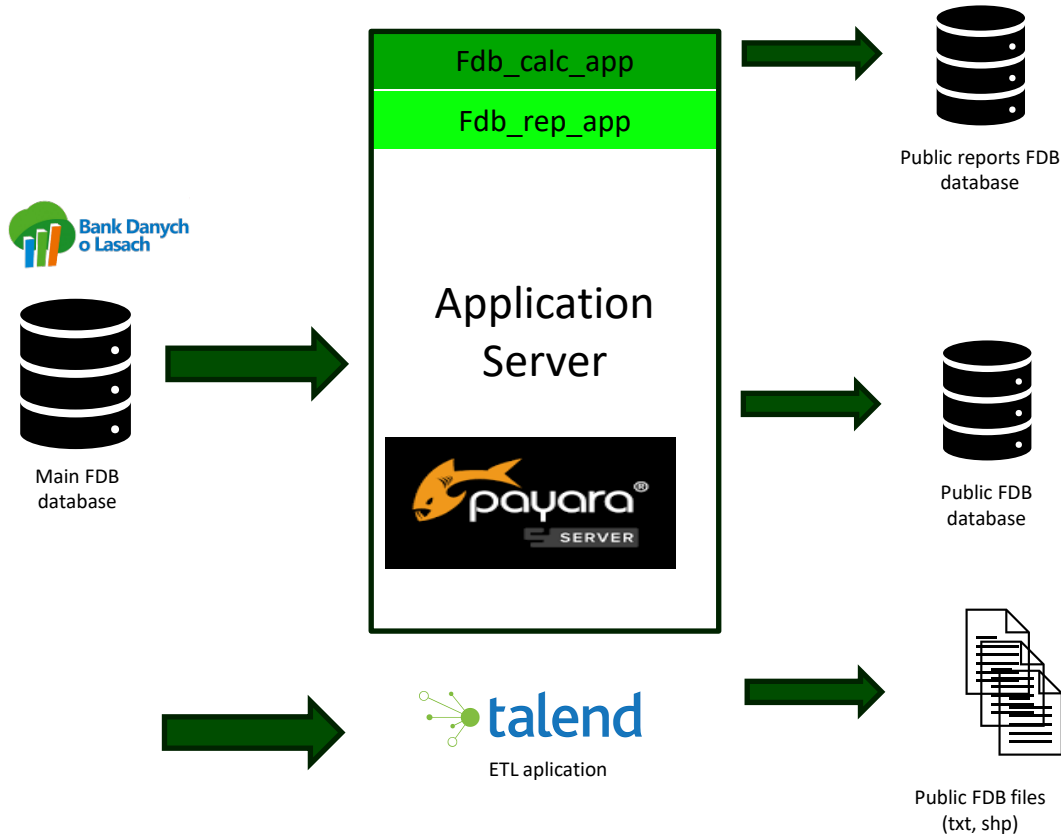 Fdb_calc_app
Fdb_rep_app
Public reports FDB
database
Bank Danych
o Lasach
Application
Server
Main FDB
database
payara®
SERVER
Public FDB
database
talend
ETL aplication
Public FDB files
(txt, shp)